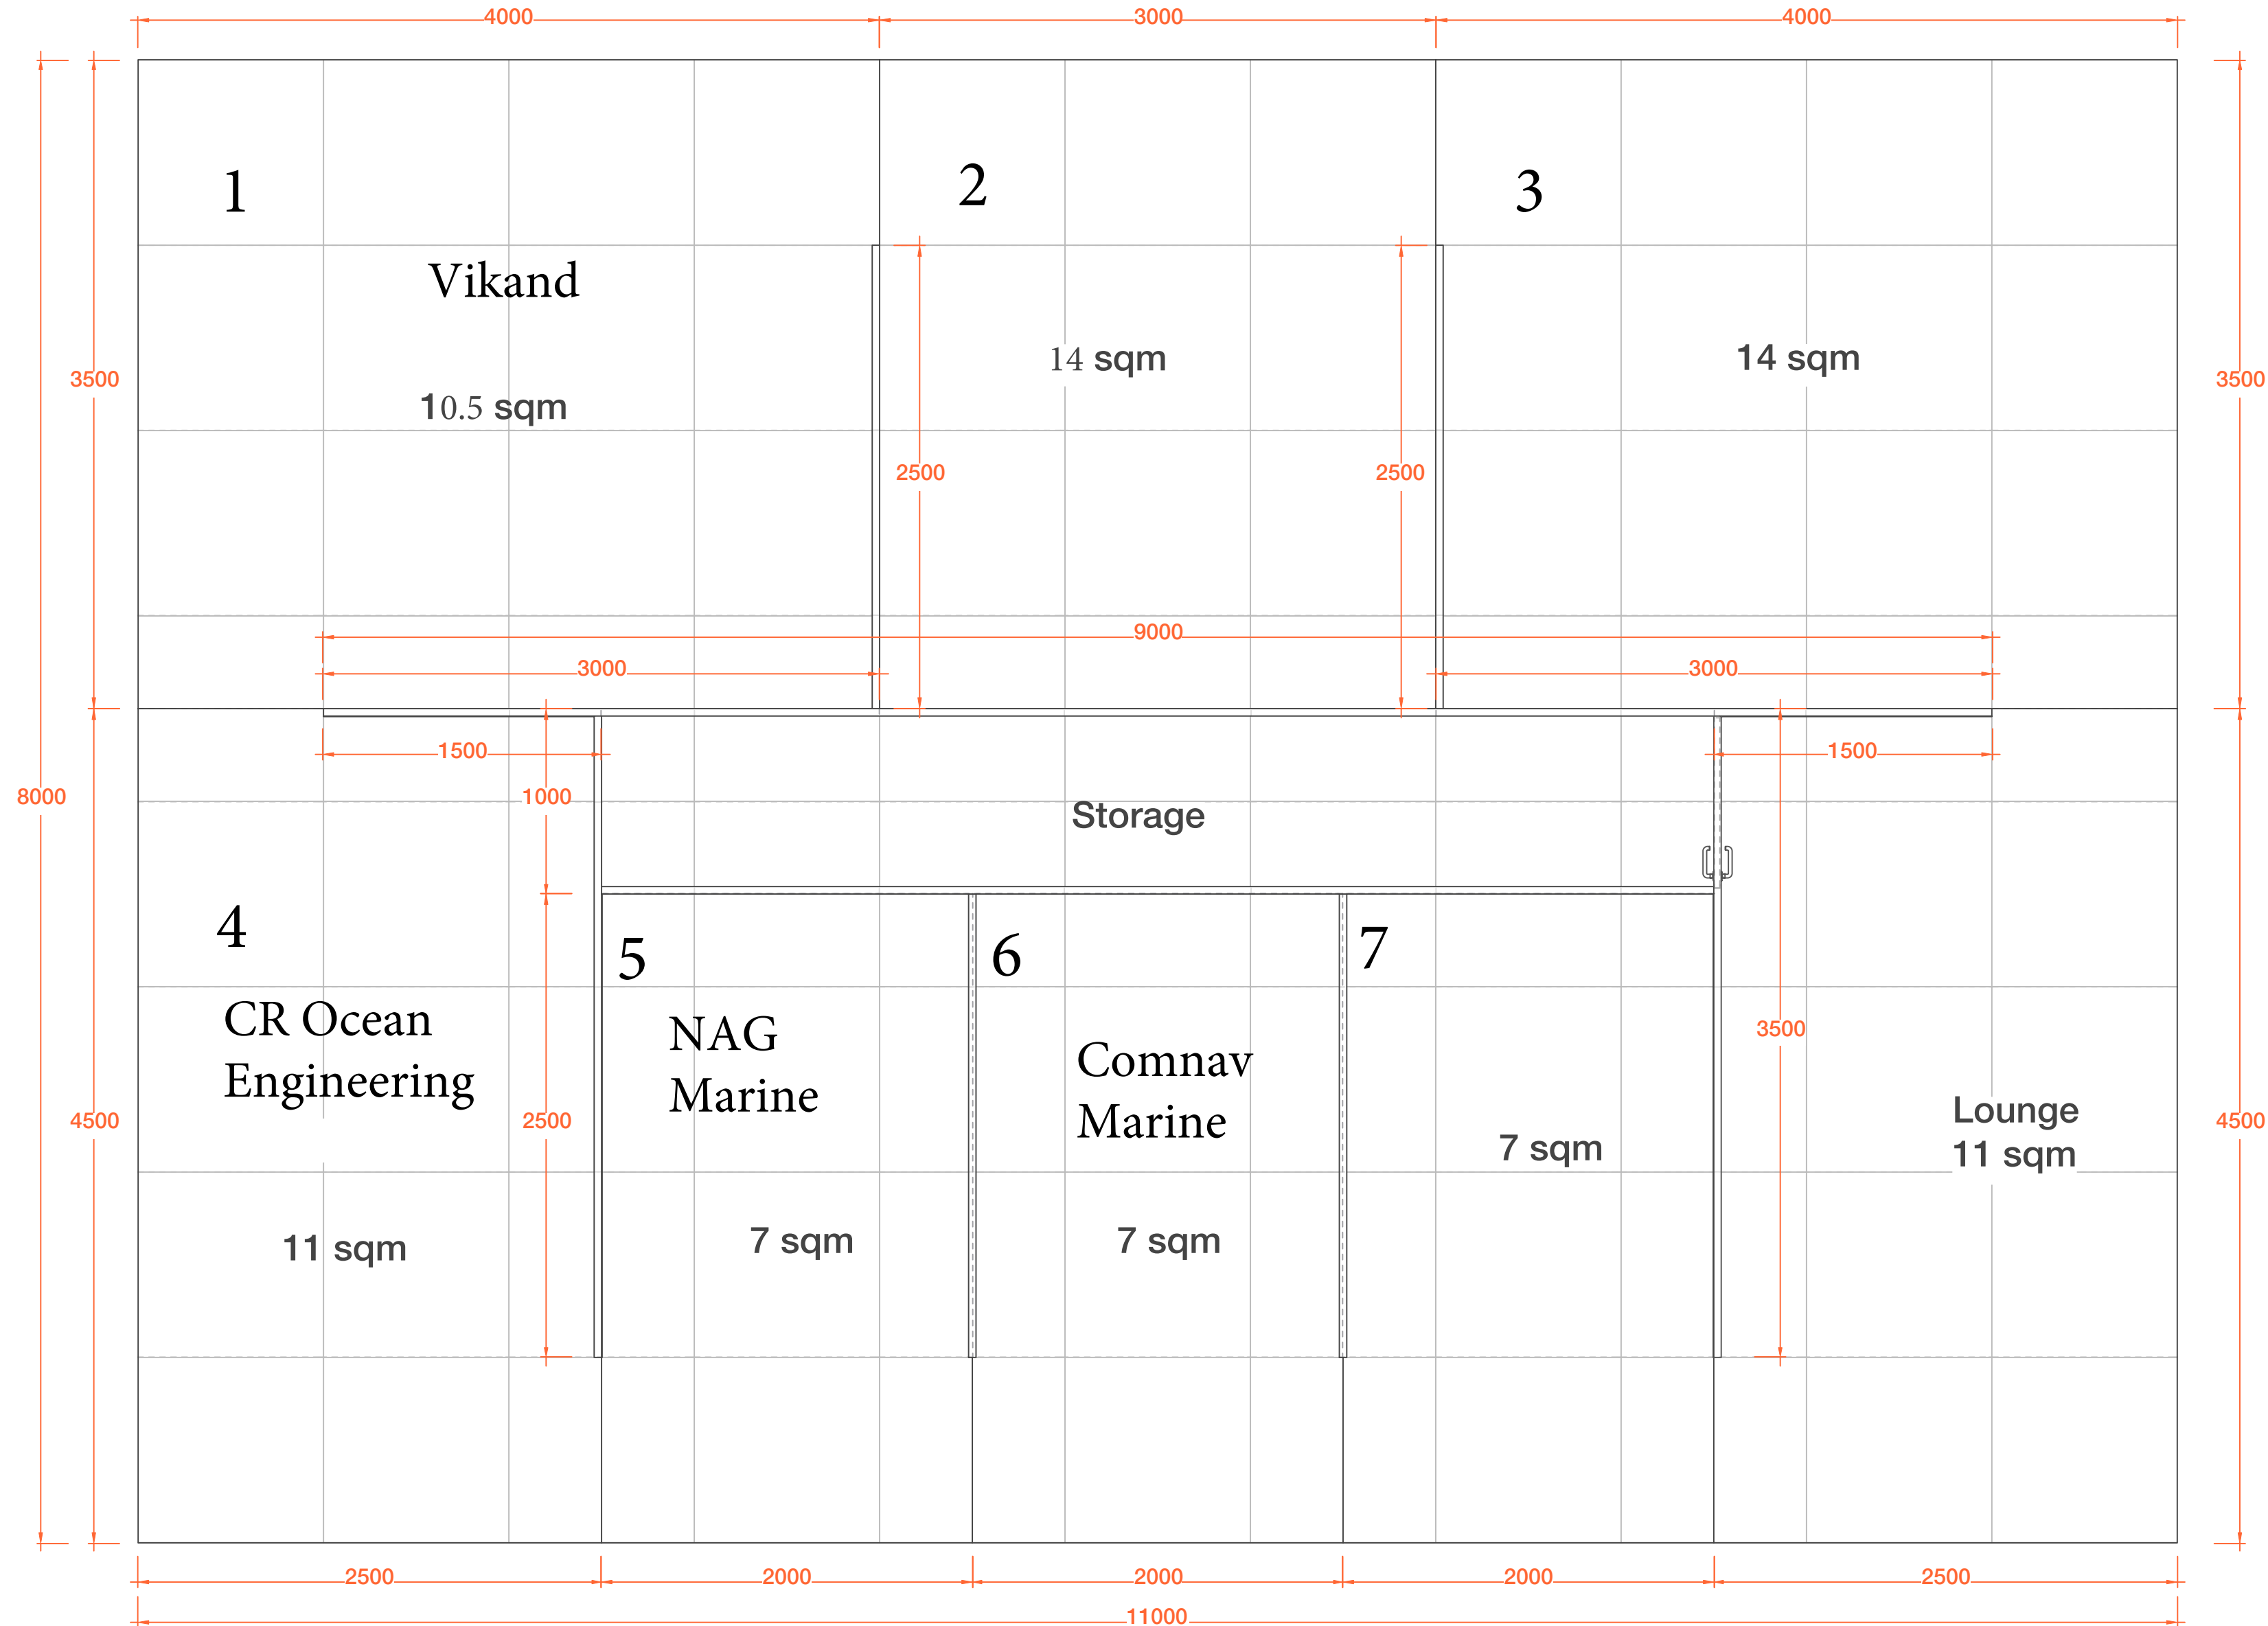 4000
3000
4000
1
2
3
Vikand
14 sqm
14 sqm
3500
3500
10.5 sqm
2500
2500
9000
3000
3000
1500
1500
8000
1000
Storage
4
5
6
7
CR Ocean
Engineering
NAG
Marine
Comnav
Marine
3500
4500
2500
7 sqm
Lounge
11 sqm
4500
11 sqm
7 sqm
7 sqm
2500
2000
2000
2000
2500
11000